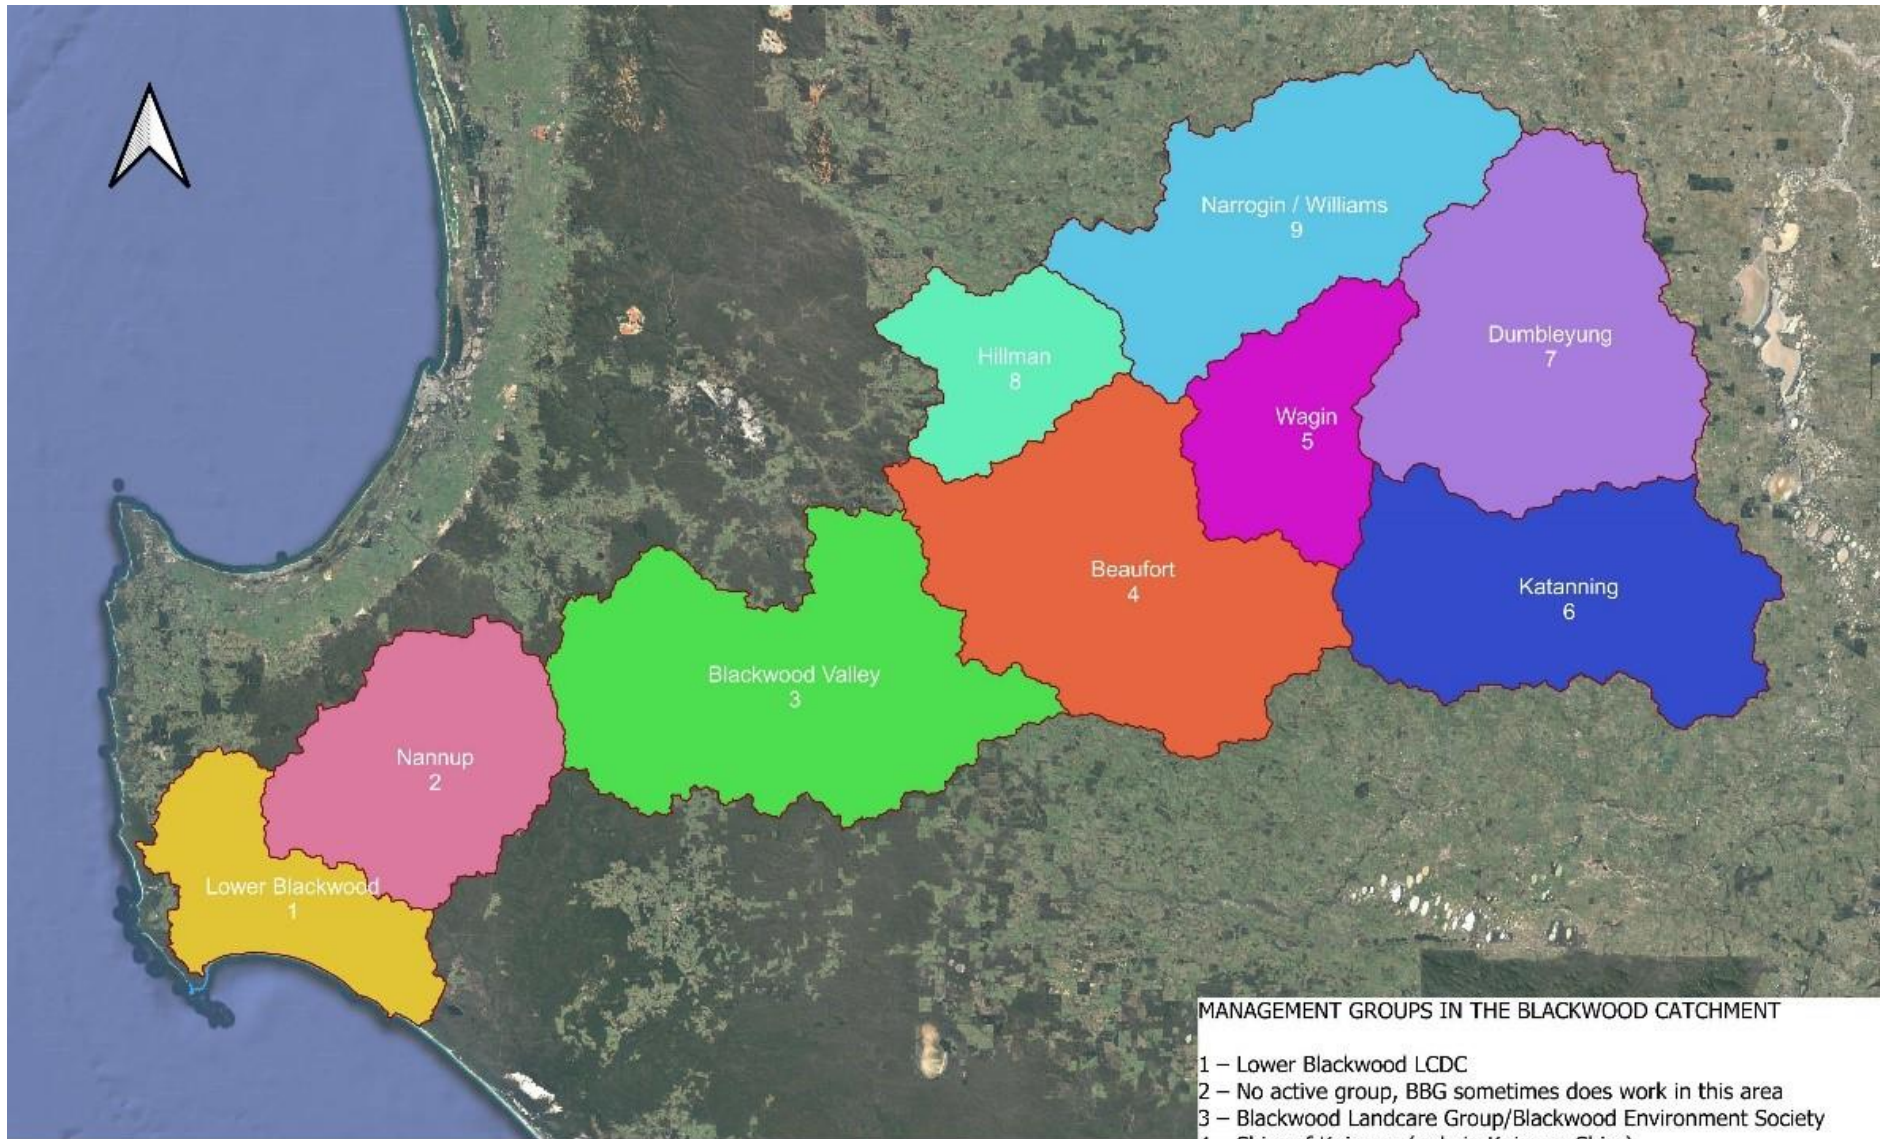 Narrogin / Williams
9
Dumbleyung
7
Hillman
8
Wagin
5
Beaufort
4
Katanning
6
Blackwood Valley
3
Nannup
2
Lower Blackwood
1
MANAGEMENT GROUPS IN THE BLACKWOOD CATCHMENT
1 – Lower Blackwood LCDC
2 – No active group, BBG sometimes does work in this area
3 – Blackwood Landcare Group/Blackwood Environment Society